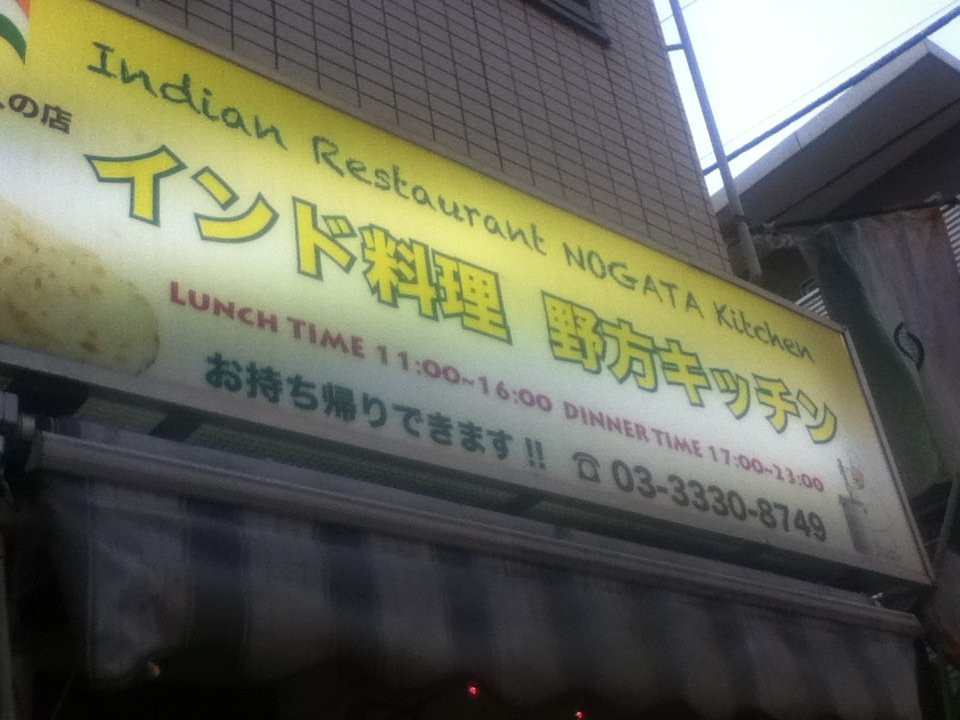 Indian Restaurant NOGATA Kitchen
の店
インド料理 野方キッチン
LUNCH TIME 11:00~16:00 DINNER TIME 17:00~23:00
お持ち帰りできます!!
☎ 03-3330-8749